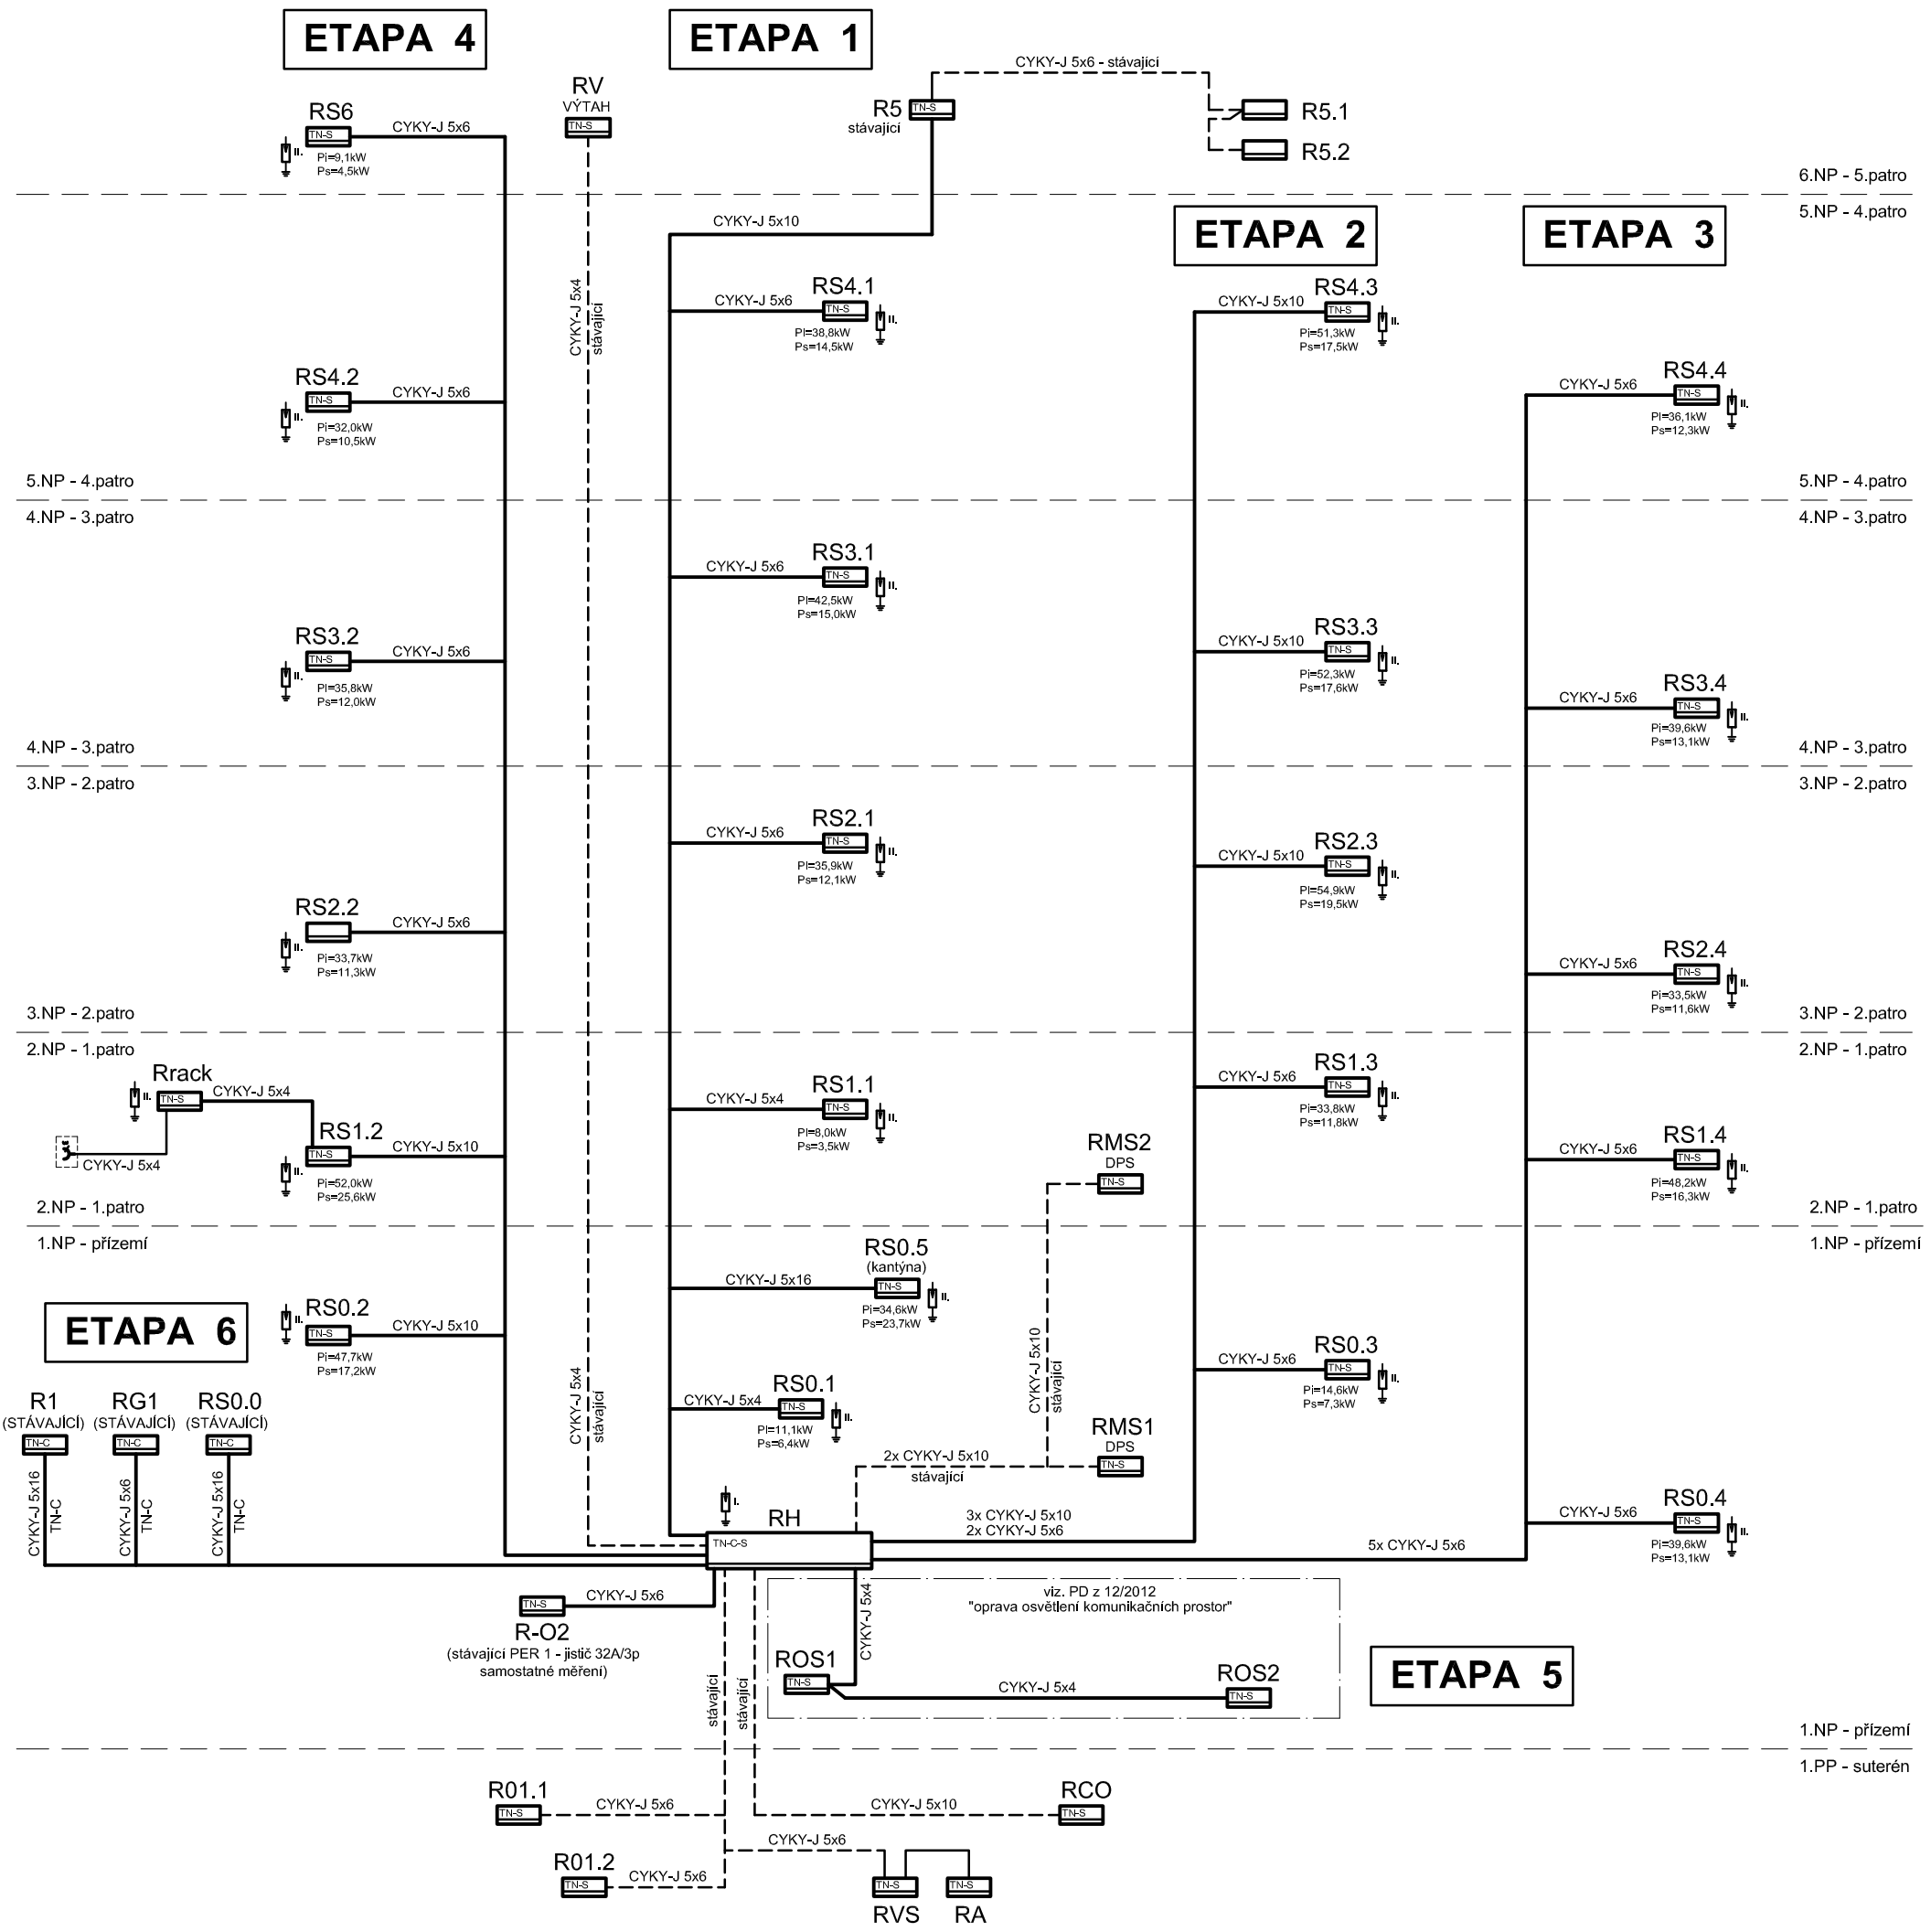 ETAPA 4
ETAPA 1
CYKY-J 5x6 - stávající
RV
VÝTAH
TN-S
R5
stávající
TN-S
R5.1
R5.2
RS6
TN-S
CYKY-J 5x6
II.
Pi=9,1kW
Ps=4,5kW
6.NP - 5.patro
5.NP - 4.patro
CYKY-J 5x10
ETAPA 2
ETAPA 3
CYKY-J 5x4
stávající
RS4.1
CYKY-J 5x6
TN-S
II.
Pi=38,8kW
Ps=14,5kW
RS4.3
CYKY-J 5x10
TN-S
II.
Pi=51,3kW
Ps=17,5kW
RS4.2
CYKY-J 5x6
TN-S
II.
Pi=32,0kW
Ps=10,5kW
RS4.4
CYKY-J 5x6
TN-S
II.
Pi=36,1kW
Ps=12,3kW
5.NP - 4.patro
5.NP - 4.patro
4.NP - 3.patro
4.NP - 3.patro
RS3.1
CYKY-J 5x6
TN-S
II.
Pi=42,5kW
Ps=15,0kW
RS3.2
CYKY-J 5x6
TN-S
II.
Pi=35,8kW
Ps=12,0kW
RS3.3
CYKY-J 5x10
TN-S
II.
Pi=52,3kW
Ps=17,6kW
RS3.4
CYKY-J 5x6
TN-S
II.
Pi=39,6kW
Ps=13,1kW
4.NP - 3.patro
4.NP - 3.patro
3.NP - 2.patro
3.NP - 2.patro
RS2.1
CYKY-J 5x6
TN-S
II.
Pi=35,9kW
Ps=12,1kW
RS2.3
CYKY-J 5x10
TN-S
II.
Pi=54,9kW
Ps=19,5kW
RS2.2
CYKY-J 5x6
II.
Pi=33,7kW
Ps=11,3kW
RS2.4
CYKY-J 5x6
TN-S
II.
Pi=33,5kW
Ps=11,6kW
3.NP - 2.patro
3.NP - 2.patro
2.NP - 1.patro
2.NP - 1.patro
Rrack
II.
TN-S
CYKY-J 5x4
CYKY-J 5x4
RS1.2
TN-S
CYKY-J 5x10
II.
Pi=52,0kW
Ps=25,6kW
RS1.1
CYKY-J 5x4
TN-S
II.
Pi=8,0kW
Ps=3,5kW
RS1.3
CYKY-J 5x6
TN-S
II.
Pi=33,8kW
Ps=11,8kW
RMS2
DPS
TN-S
RS1.4
CYKY-J 5x6
TN-S
II.
Pi=48,2kW
Ps=16,3kW
2.NP - 1.patro
2.NP - 1.patro
1.NP - přízemí
1.NP - přízemí
RS0.5
(kantýna)
CYKY-J 5x16
TN-S
II.
Pi=34,6kW
Ps=23,7kW
ETAPA 6
RS0.2
II.
TN-S
CYKY-J 5x10
Pi=47,7kW
Ps=17,2kW
CYKY-J 5x4
stávající
CYKY-J 5x10
stávající
RS0.3
CYKY-J 5x6
TN-S
II.
Pi=14,6kW
Ps=7,3kW
R1
(STÁVAJÍCÍ)
TN-C
RG1
(STÁVAJÍCÍ)
TN-C
RS0.0
(STÁVAJÍCÍ)
TN-C
CYKY-J 5x16
TN-C
CYKY-J 5x6
TN-C
CYKY-J 5x16
TN-C
RS0.1
CYKY-J 5x4
TN-S
II.
Pi=11,1kW
Ps=6,4kW
RMS1
DPS
TN-S
2x CYKY-J 5x10
stávající
I.
RH
TN-C-S
3x CYKY-J 5x10
2x CYKY-J 5x6
5x CYKY-J 5x6
RS0.4
CYKY-J 5x6
TN-S
II.
Pi=39,6kW
Ps=13,1kW
TN-S
CYKY-J 5x6
R-O2
(stávající PER 1 - jistič 32A/3p
samostatné měření)
viz. PD z 12/2012
"oprava osvětlení komunikačních prostor"
CYKY-J 5x4
stávající
stávající
ROS1
TN-S
CYKY-J 5x4
ROS2
TN-S
ETAPA 5
1.NP - přízemí
1.PP - suterén
R01.1
TN-S
CYKY-J 5x6
CYKY-J 5x10
RCO
TN-S
CYKY-J 5x6
R01.2
TN-S
CYKY-J 5x6
TN-S
RVS
TN-S
RA